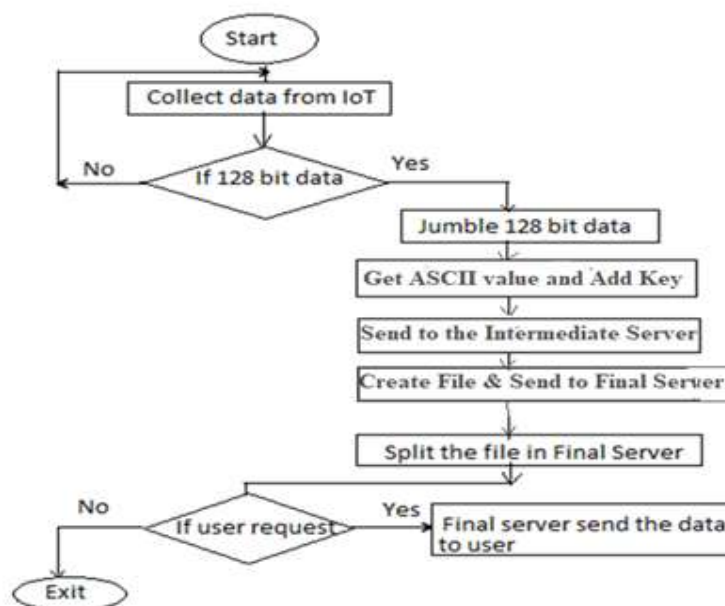 Start
Collect data from IoT
No
If 128 bit data
Yes
Jumble 128 bit data
Get ASCII value and Add Key
Send to the Intermediate Server
Create File & Send to Final Server
Split the file in Final Server
No
If user request
Yes
Final server send the data
to user
Exit